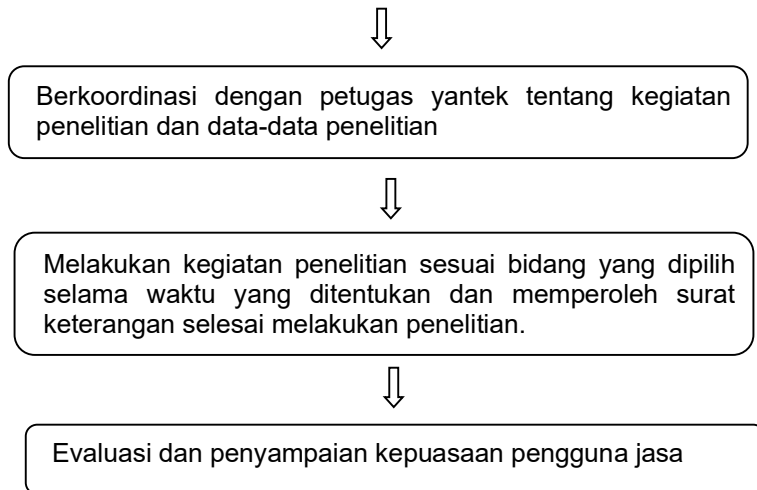 Berkoordinasi dengan petugas yantek tentang kegiatan
penelitian dan data-data penelitian
Melakukan kegiatan penelitian sesuai bidang yang dipilih
selama waktu yang ditentukan dan memperoleh surat
keterangan selesai melakukan penelitian.
Evaluasi dan penyampaian kepuasaan pengguna jasa